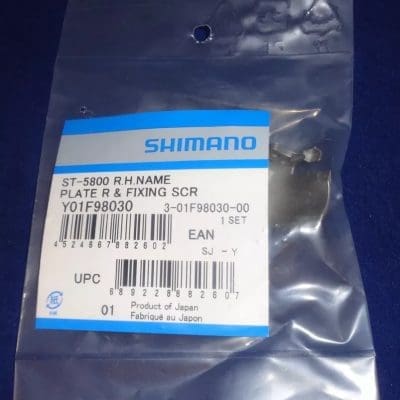 SHIMANO
ST-5800 R.H.NAME
PLATE R & FIXING SCR
Y01F98030 3-01F98030-00
1 SET
4524667882602 EAN
SJ - Y
UPC 689228882607
01 Product of Japan
Fabriqué au Japon